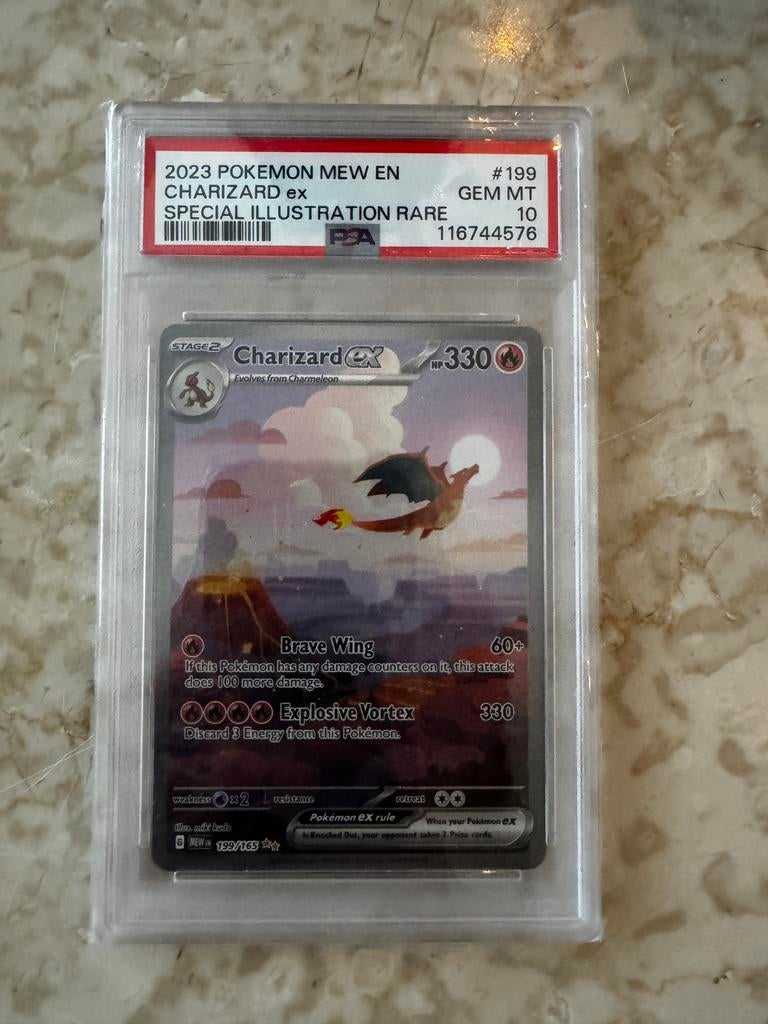 2023 POKEMON MEW EN #199
CHARIZARD ex GEM MT
SPECIAL ILLUSTRATION RARE 10
PSA 116744576
STAGE2 Charizard ex HP 330
Evolves from Charmeleon
Brave Wing 60+
If this Pokémon has any damage counters on it, this attack
does 100 more damage.
Explosive Vortex 330
Discard 3 Energy from this Pokémon.
weakness ×2 resistance retreat
Pokémon ex rule When your Pokémon ex
is Knocked Out, your opponent takes 2 Prize cards.
Illus. miki kudo
G MEW EN 199/165